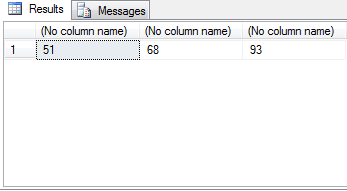 Results Messages
(No column name) (No column name) (No column name)
1 51 68 93